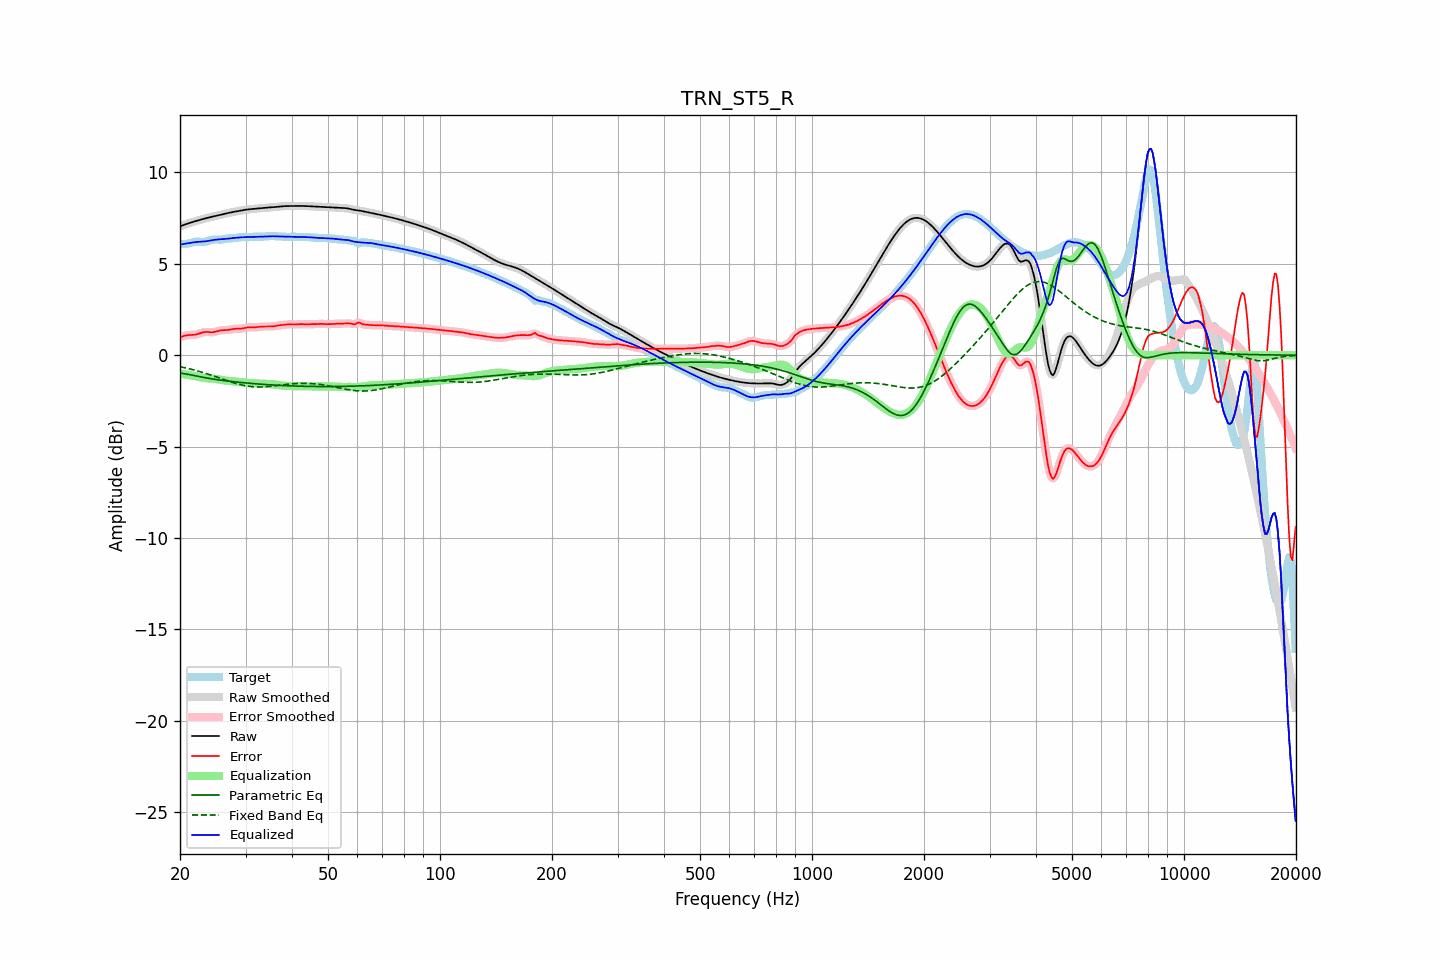 TRN_ST5_R
Amplitude (dBr)
10
5
0
−5
−10
−15
−20
−25
Target
Raw Smoothed
Error Smoothed
Raw
Error
Equalization
Parametric Eq
Fixed Band Eq
Equalized
20 50 100 200 500 1000 2000 5000 10000 20000
Frequency (Hz)